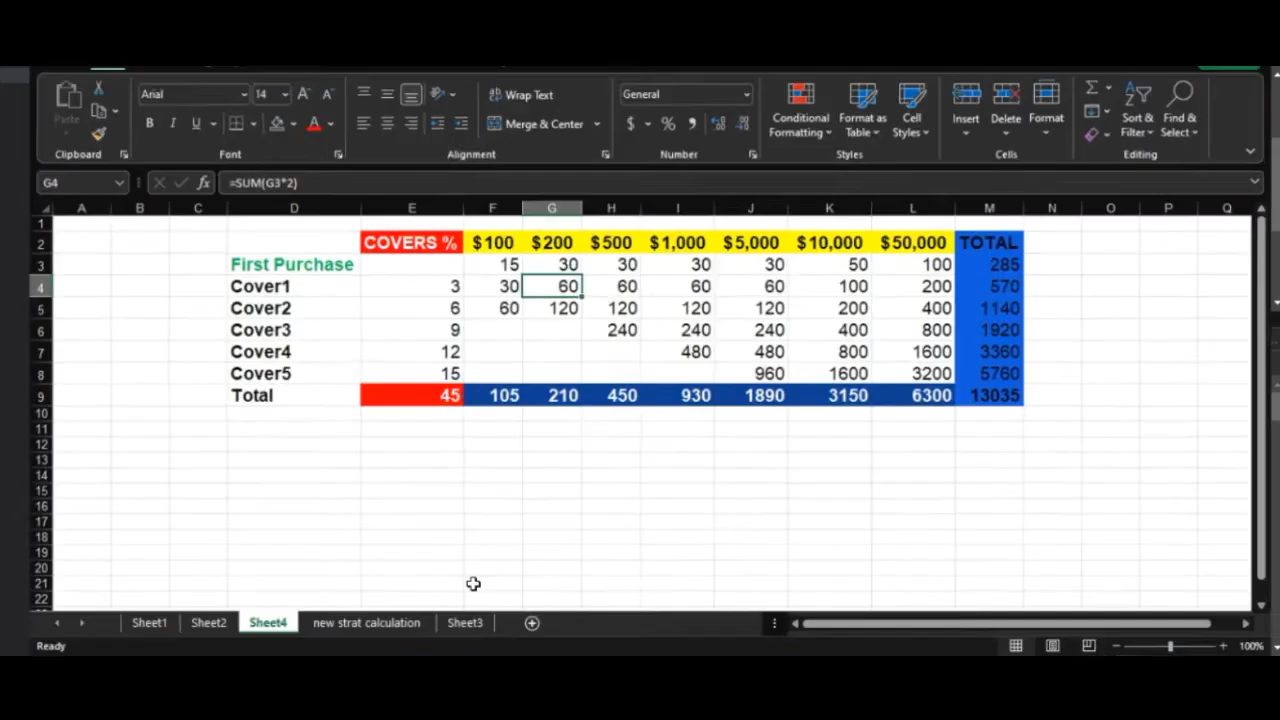 Arial 14 A A Wrap Text General
Paste B I U A Merge & Center $ % Conditional Formatting Format as Table Cell Styles Insert Delete Format Sort & Filter Find & Select
Clipboard Font Alignment Number Styles Cells Editing
G4 fx =SUM(G3*2)
A B C D E F G H I J K L M N O P Q
1
2 COVERS % $100 $200 $500 $1,000 $5,000 $10,000 $50,000 TOTAL
3 First Purchase 15 30 30 30 30 50 100 285
4 Cover1 3 30 60 60 60 60 100 200 570
5 Cover2 6 60 120 120 120 120 200 400 1140
6 Cover3 9 240 240 240 400 800 1920
7 Cover4 12 480 480 800 1600 3360
8 Cover5 15 960 1600 3200 5760
9 Total 45 105 210 450 930 1890 3150 6300 13035
10
11
12
13
14
15
16
17
18
19
20
21
22
Sheet1 Sheet2 Sheet4 new strat calculation Sheet3
Ready 100%